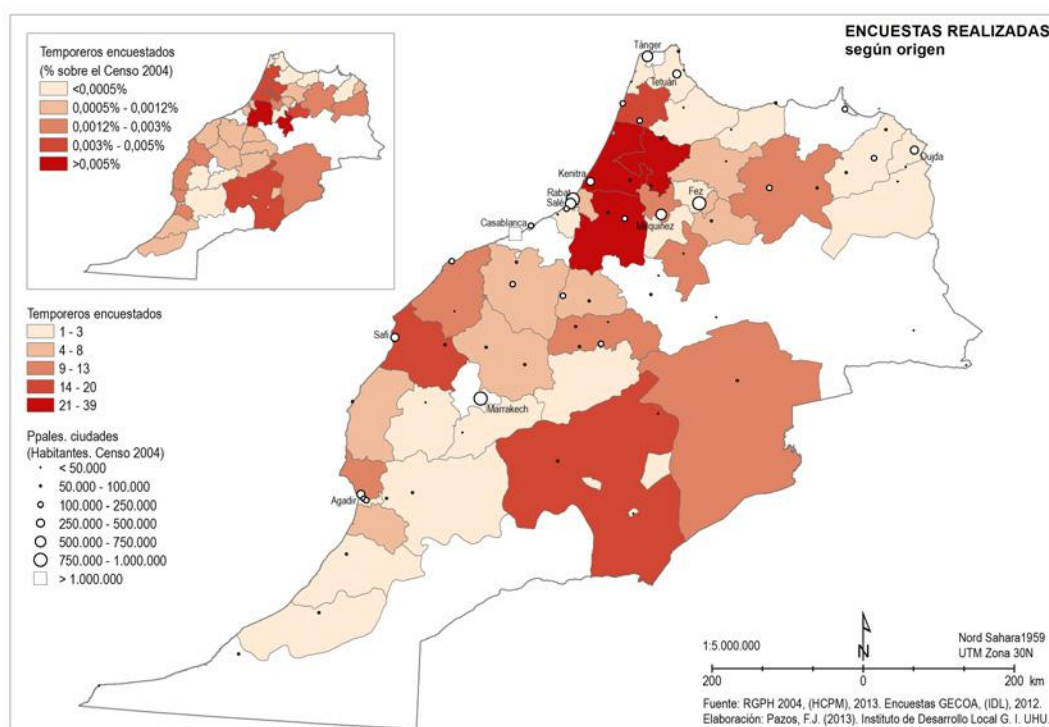 ENCUESTAS REALIZADAS
según origen
Temporeros encuestados
(% sobre el Censo 2004)
<0,0005%
0,0005% - 0,0012%
0,0012% - 0,003%
0,003% - 0,005%
>0,005%
Tánger
Tetuán
Oujda
Kenitra
Rabat
Salé
Fez
Casablanca
Mequínez
Safi
Marrakech
Agadir
Temporeros encuestados
1 - 3
4 - 8
9 - 13
14 - 20
21 - 39
Ppales. ciudades
(Habitantes. Censo 2004)
< 50.000
50.000 - 100.000
100.000 - 250.000
250.000 - 500.000
500.000 - 750.000
750.000 - 1.000.000
> 1.000.000
1:5.000.000
N
Nord Sahara1959
UTM Zona 30N
200 0 200 km
Fuente: RGPH 2004, (HCPM), 2013. Encuestas GECOA, (IDL), 2012.
Elaboración: Pazos, F.J. (2013). Instituto de Desarrollo Local G. I. UHU.